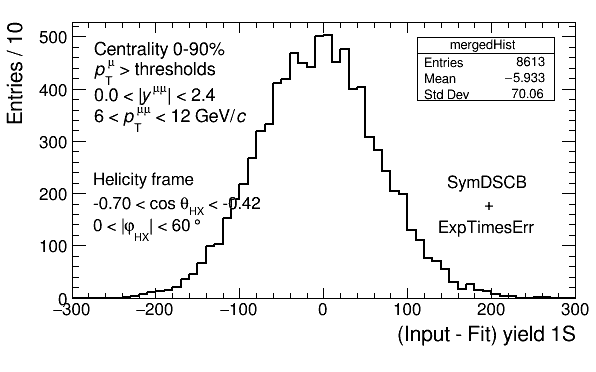 Entries / 10
500
400
300
200
100
0
−300
−200
−100
0
100
200
300
(Input - Fit) yield 1S
Centrality 0-90%
p_T^μ > thresholds
0.0 < |y^μμ| < 2.4
6 < p_T^μμ < 12 GeV/c
Helicity frame
-0.70 < cos θ_HX < -0.42
0 < |φ_HX| < 60 °
mergedHist
Entries 8613
Mean −5.933
Std Dev 70.06
SymDSCB
+
ExpTimesErr